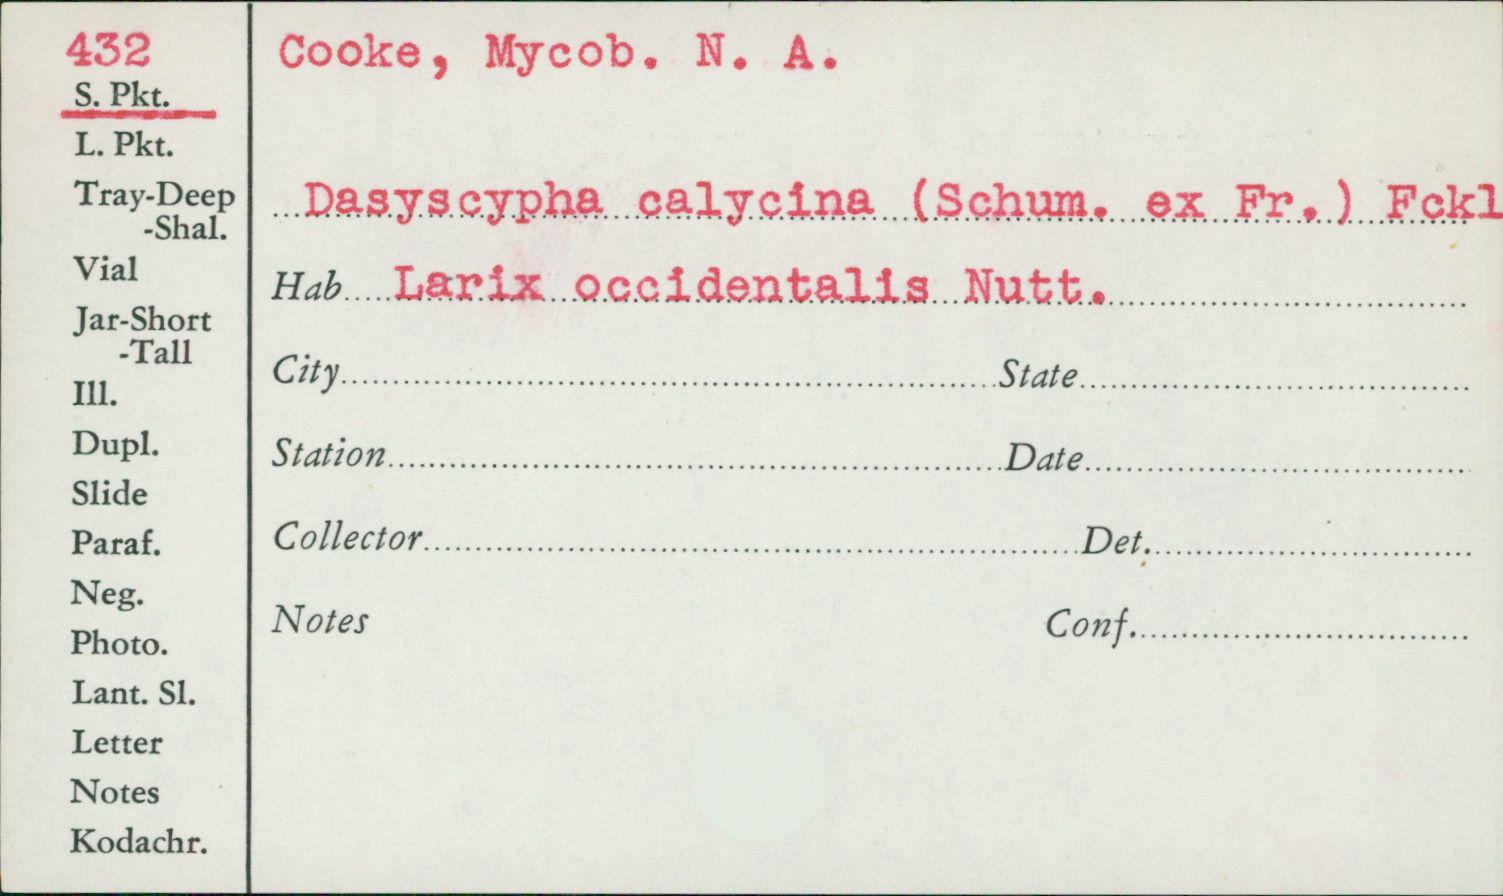 432
S. Pkt.
L. Pkt.
Tray-Deep
-Shal.
Vial
Jar-Short
-Tall
Ill.
Dupl.
Slide
Paraf.
Neg.
Photo.
Lant. Sl.
Letter
Notes
Kodachr.
Cooke, Mycob. N. A.
Dasyscypha calycina (Schum. ex Fr.) Fckl
Hab Larix occidentalis Nutt.
City State
Station Date
Collector Det.
Notes Conf.